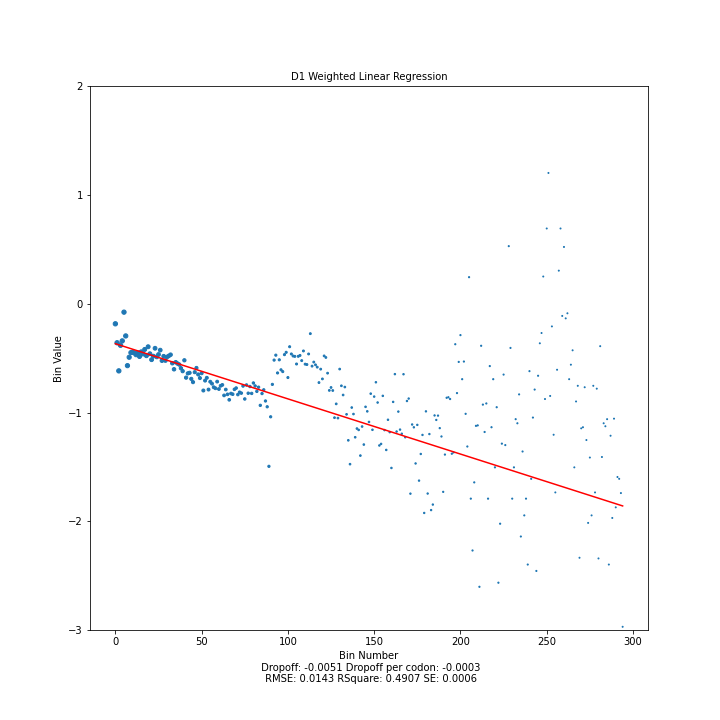 D1 Weighted Linear Regression
2
1
0
−1
−2
−3
Bin Value
0
50
100
150
200
250
300
Bin Number
Dropoff: -0.0051 Dropoff per codon: -0.0003
RMSE: 0.0143 RSquare: 0.4907 SE: 0.0006